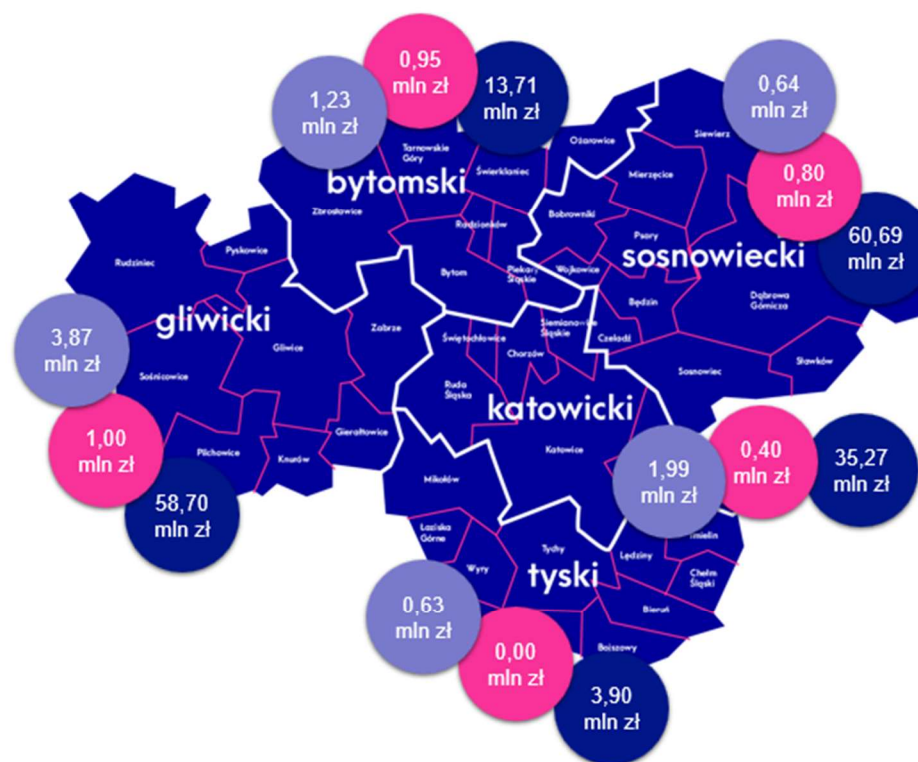 0,95
mln zł
1,23
mln zł
13,71
mln zł
0,64
mln zł
Tarnowskie
Góry
Świerklaniec
Ożarowice
Siewierz
bytomski
Mierzęcice
0,80
mln zł
Zbrosławice
Radzionków
Bobrowniki
Psary
60,69
mln zł
Pyskowice
Rudziniec
Bytom
Piekary
Śląskie
Wojkowice
sosnowiecki
Będzin
Dąbrowa
Górnicza
gliwicki
Zabrze
Świętochłowice
Siemianowice
Śląskie
Czeladź
3,87
mln zł
Gliwice
Chorzów
Sośnicowice
Ruda
Śląska
Sosnowiec
Sławków
katowicki
1,00
mln zł
Pilchowice
Knurów
Gierałtowice
Katowice
Mikołów
1,99
mln zł
0,40
mln zł
35,27
mln zł
58,70
mln zł
Łaziska
Górne
Wyry
Tychy
Lędziny
Imielin
Chełm
Śląski
tyski
0,63
mln zł
Bieruń
0,00
mln zł
Bojszowy
3,90
mln zł